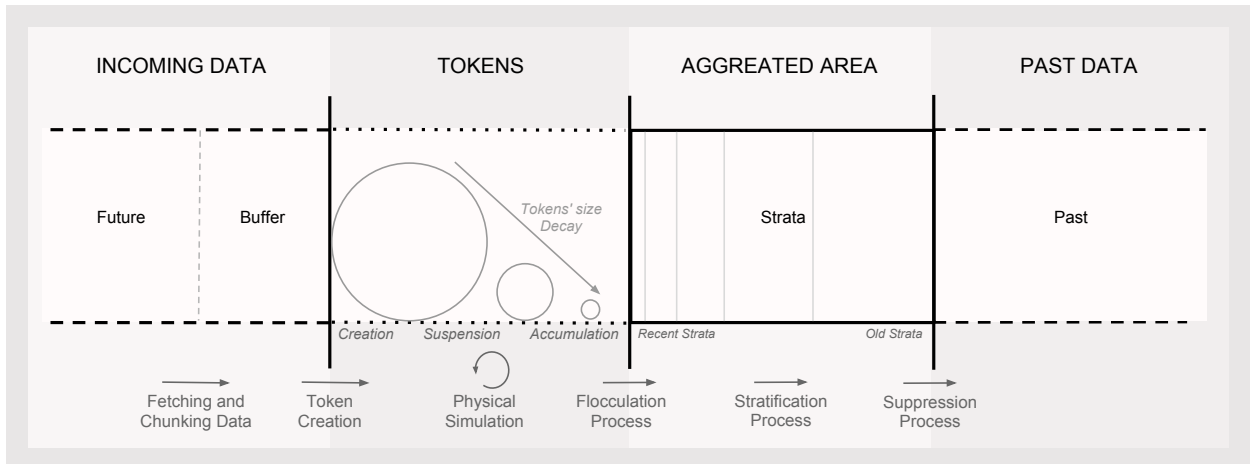 INCOMING DATA
TOKENS
AGGREATED AREA
PAST DATA
Future
Buffer
Tokens' size
Decay
Strata
Past
Creation
Suspension
Accumulation
Recent Strata
Old Strata
Fetching and
Chunking Data
Token
Creation
Physical
Simulation
Flocculation
Process
Stratification
Process
Suppression
Process